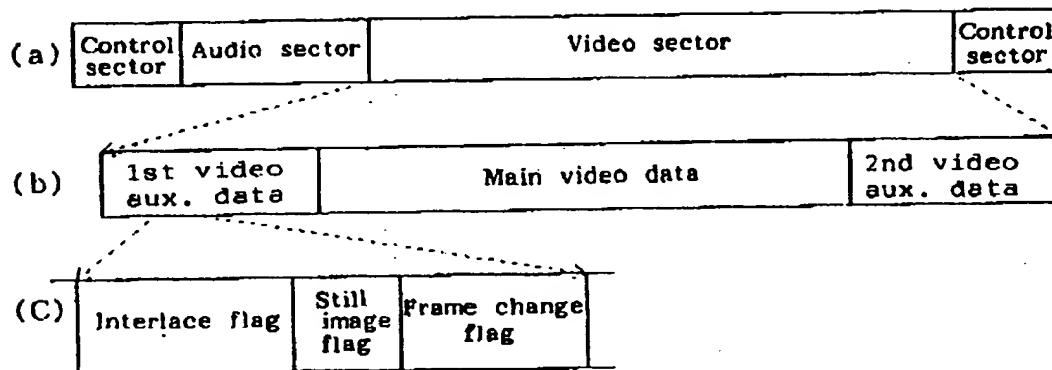 (a)
Control sector
Audio sector
Video sector
Control sector
(b)
1st video aux. data
Main video data
2nd video aux. data
(C)
Interlace flag
Still image flag
Frame change flag